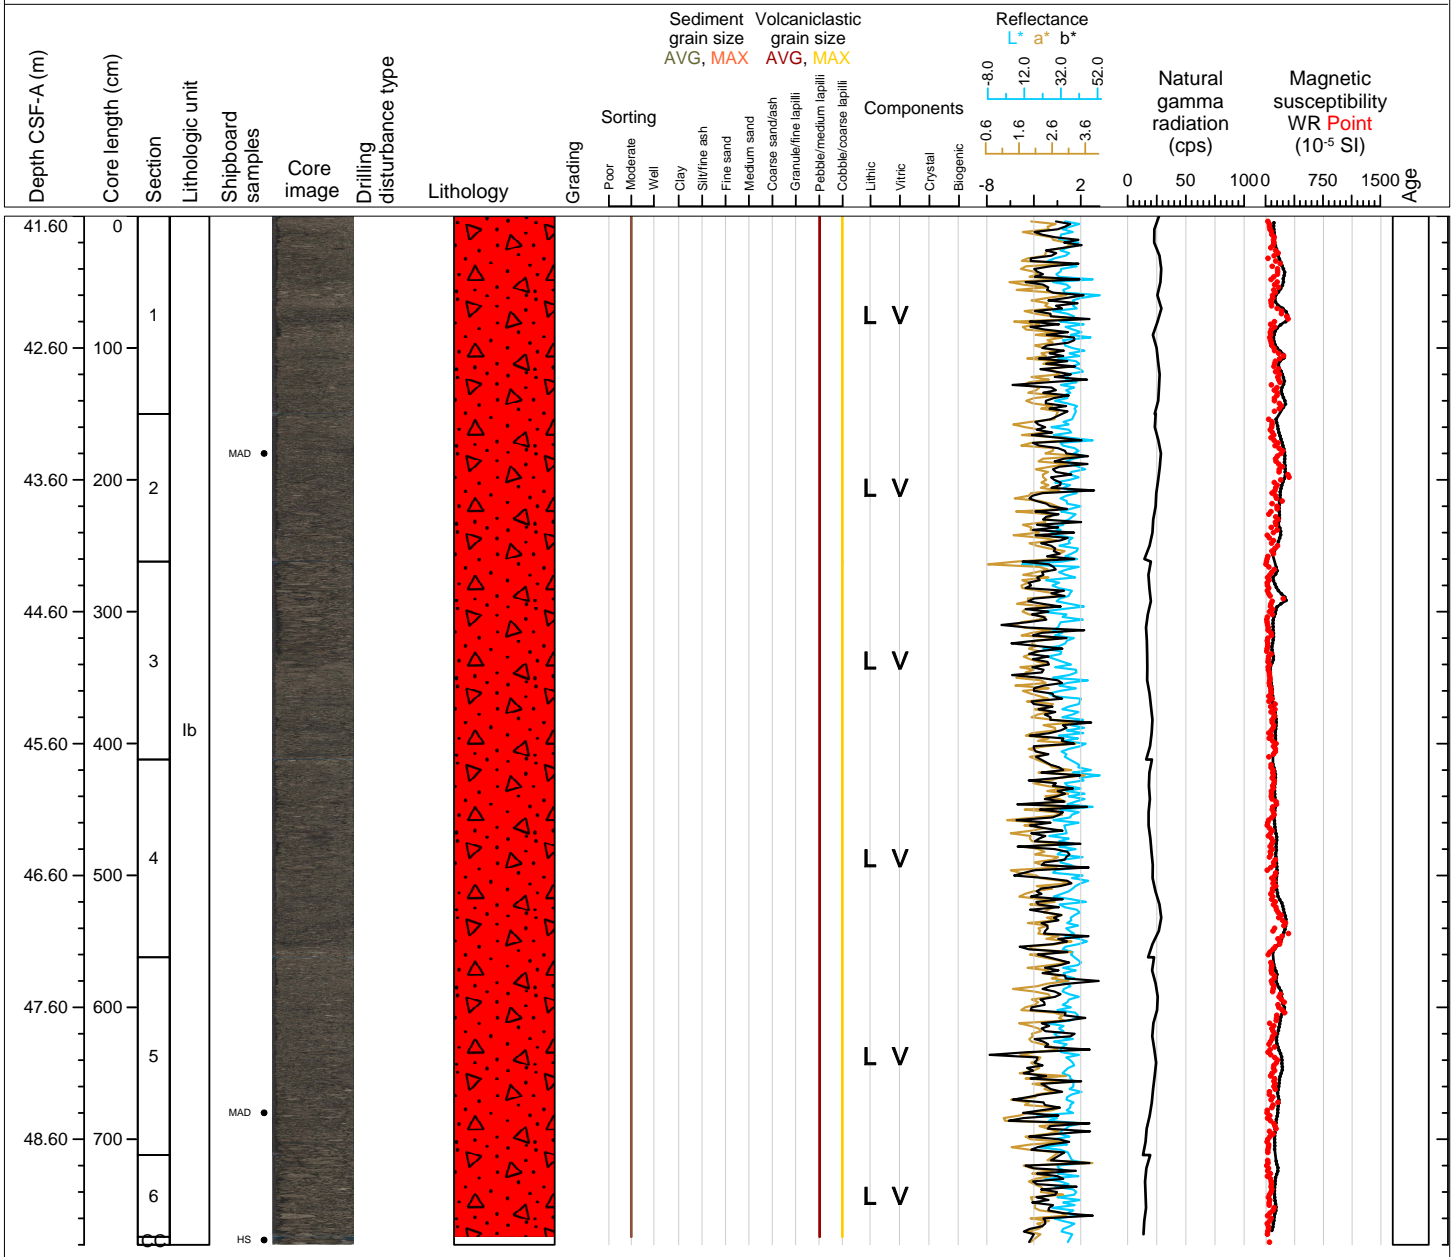 Depth CSF-A (m)
Core length (cm)
Section
Lithologic unit
Shipboard
samples
Core
image
Drilling
disturbance type
Lithology
Grading
Sorting
Poor
Moderate
Well
Sediment
grain size
AVG, MAX
Volcaniclastic
grain size
AVG, MAX
Clay
Silt/fine ash
Fine sand
Medium sand
Coarse sand/ash
Granule/fine lapilli
Pebble/medium lapilli
Cobble/coarse lapilli
Components
Lithic
Vitric
Crystal
Biogenic
Reflectance
L* a* b*
-8.0 12.0 32.0 52.0
0.6 1.6 2.6 3.6
-8 2
Natural
gamma
radiation
(cps)
0 50 100
Magnetic
susceptibility
WR Point
(10-5 SI)
0 750 1500
Age
41.60 0
1 L V
42.60 100
MAD
43.60 200
2 L V
44.60 300
3 L V
Ib
45.60 400
4 L V
46.60 500
47.60 600
5 L V
MAD
48.60 700
6 L V
CC HS